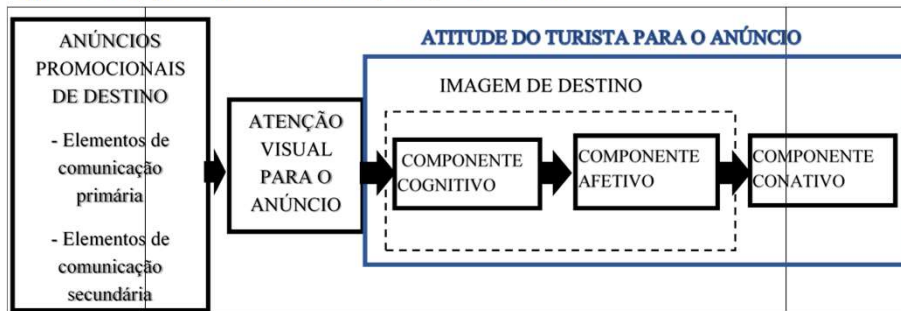 ANÚNCIOS
PROMOCIONAIS
DE DESTINO
- Elementos de
comunicação
primária
- Elementos de
comunicação
secundária
ATENÇÃO
VISUAL
PARA O
ANÚNCIO
ATITUDE DO TURISTA PARA O ANÚNCIO
IMAGEM DE DESTINO
COMPONENTE
COGNITIVO
COMPONENTE
AFETIVO
COMPONENTE
CONATIVO